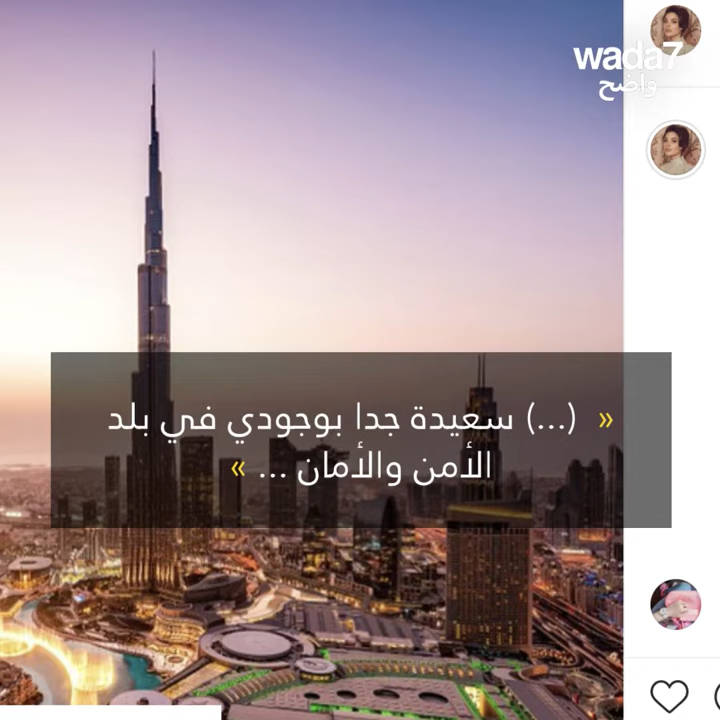 wada7
واضح
« (...) سعيدة جدا بوجودي في بلد
الأمن والأمان ... »